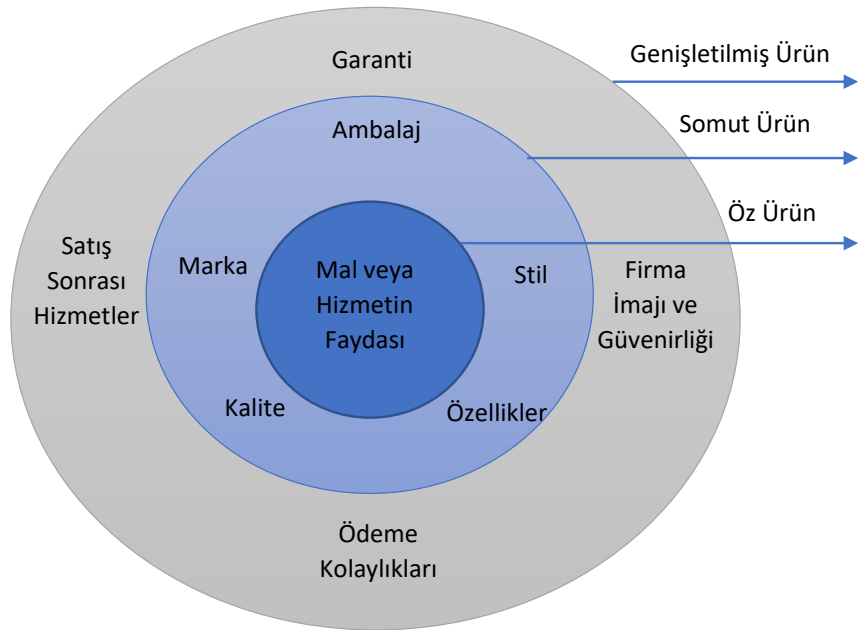 Garanti
Genişletilmiş Ürün
Ambalaj
Somut Ürün
Öz Ürün
Satış
Sonrası
Hizmetler
Marka
Mal veya
Hizmetin
Faydası
Stil
Firma
İmajı ve
Güvenirliği
Kalite
Özellikler
Ödeme
Kolaylıkları